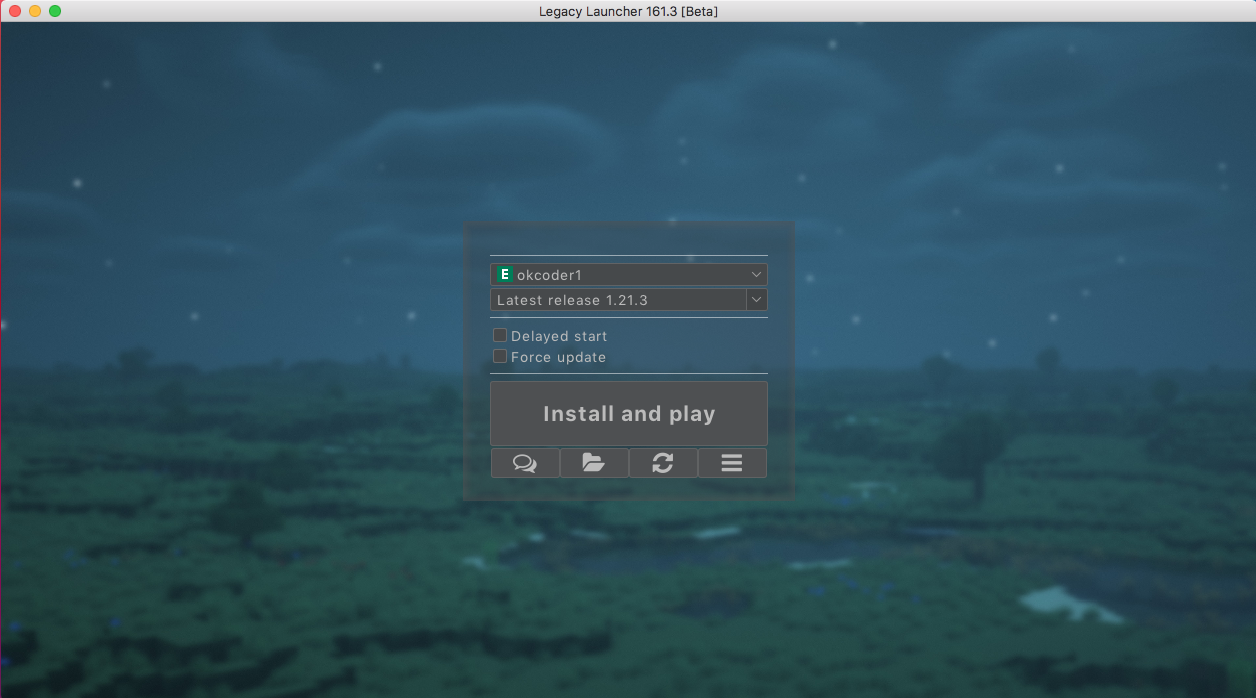 Legacy Launcher 161.3 [Beta]
E okcoder1
Latest release 1.21.3
Delayed start
Force update
Install and play